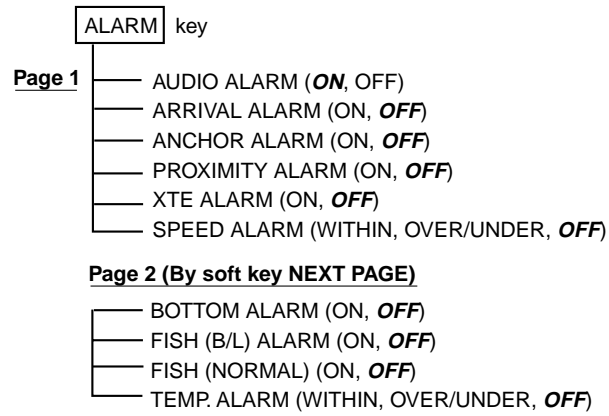 ALARM key
Page 1
AUDIO ALARM (ON, OFF)
ARRIVAL ALARM (ON, OFF)
ANCHOR ALARM (ON, OFF)
PROXIMITY ALARM (ON, OFF)
XTE ALARM (ON, OFF)
SPEED ALARM (WITHIN, OVER/UNDER, OFF)
Page 2 (By soft key NEXT PAGE)
BOTTOM ALARM (ON, OFF)
FISH (B/L) ALARM (ON, OFF)
FISH (NORMAL) (ON, OFF)
TEMP. ALARM (WITHIN, OVER/UNDER, OFF)